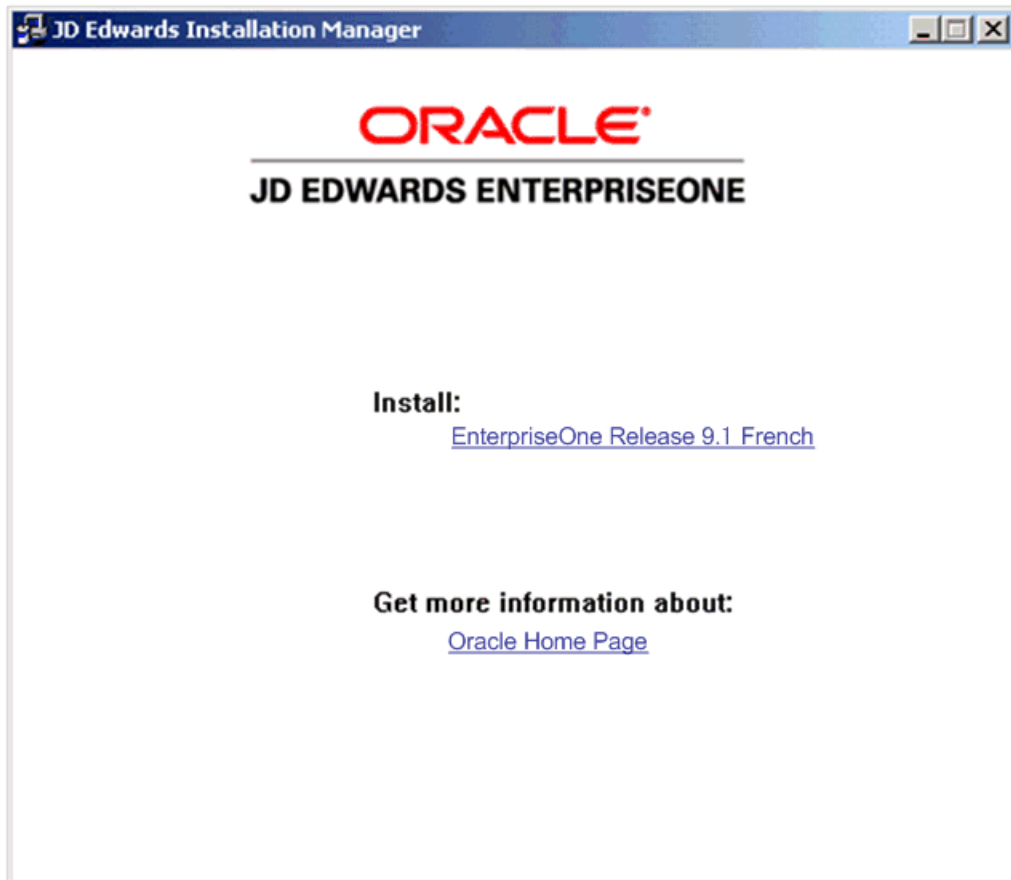 JD Edwards Installation Manager
ORACLE®
JD EDWARDS ENTERPRISEONE
Install:
EnterpriseOne Release 9.1 French
Get more information about:
Oracle Home Page